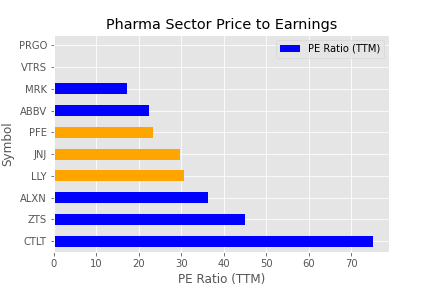 Pharma Sector Price to Earnings
PE Ratio (TTM)
PRGO
VTRS
MRK
ABBV
PFE
JNJ
LLY
ALXN
ZTS
CTLT
Symbol
0 10 20 30 40 50 60 70
PE Ratio (TTM)